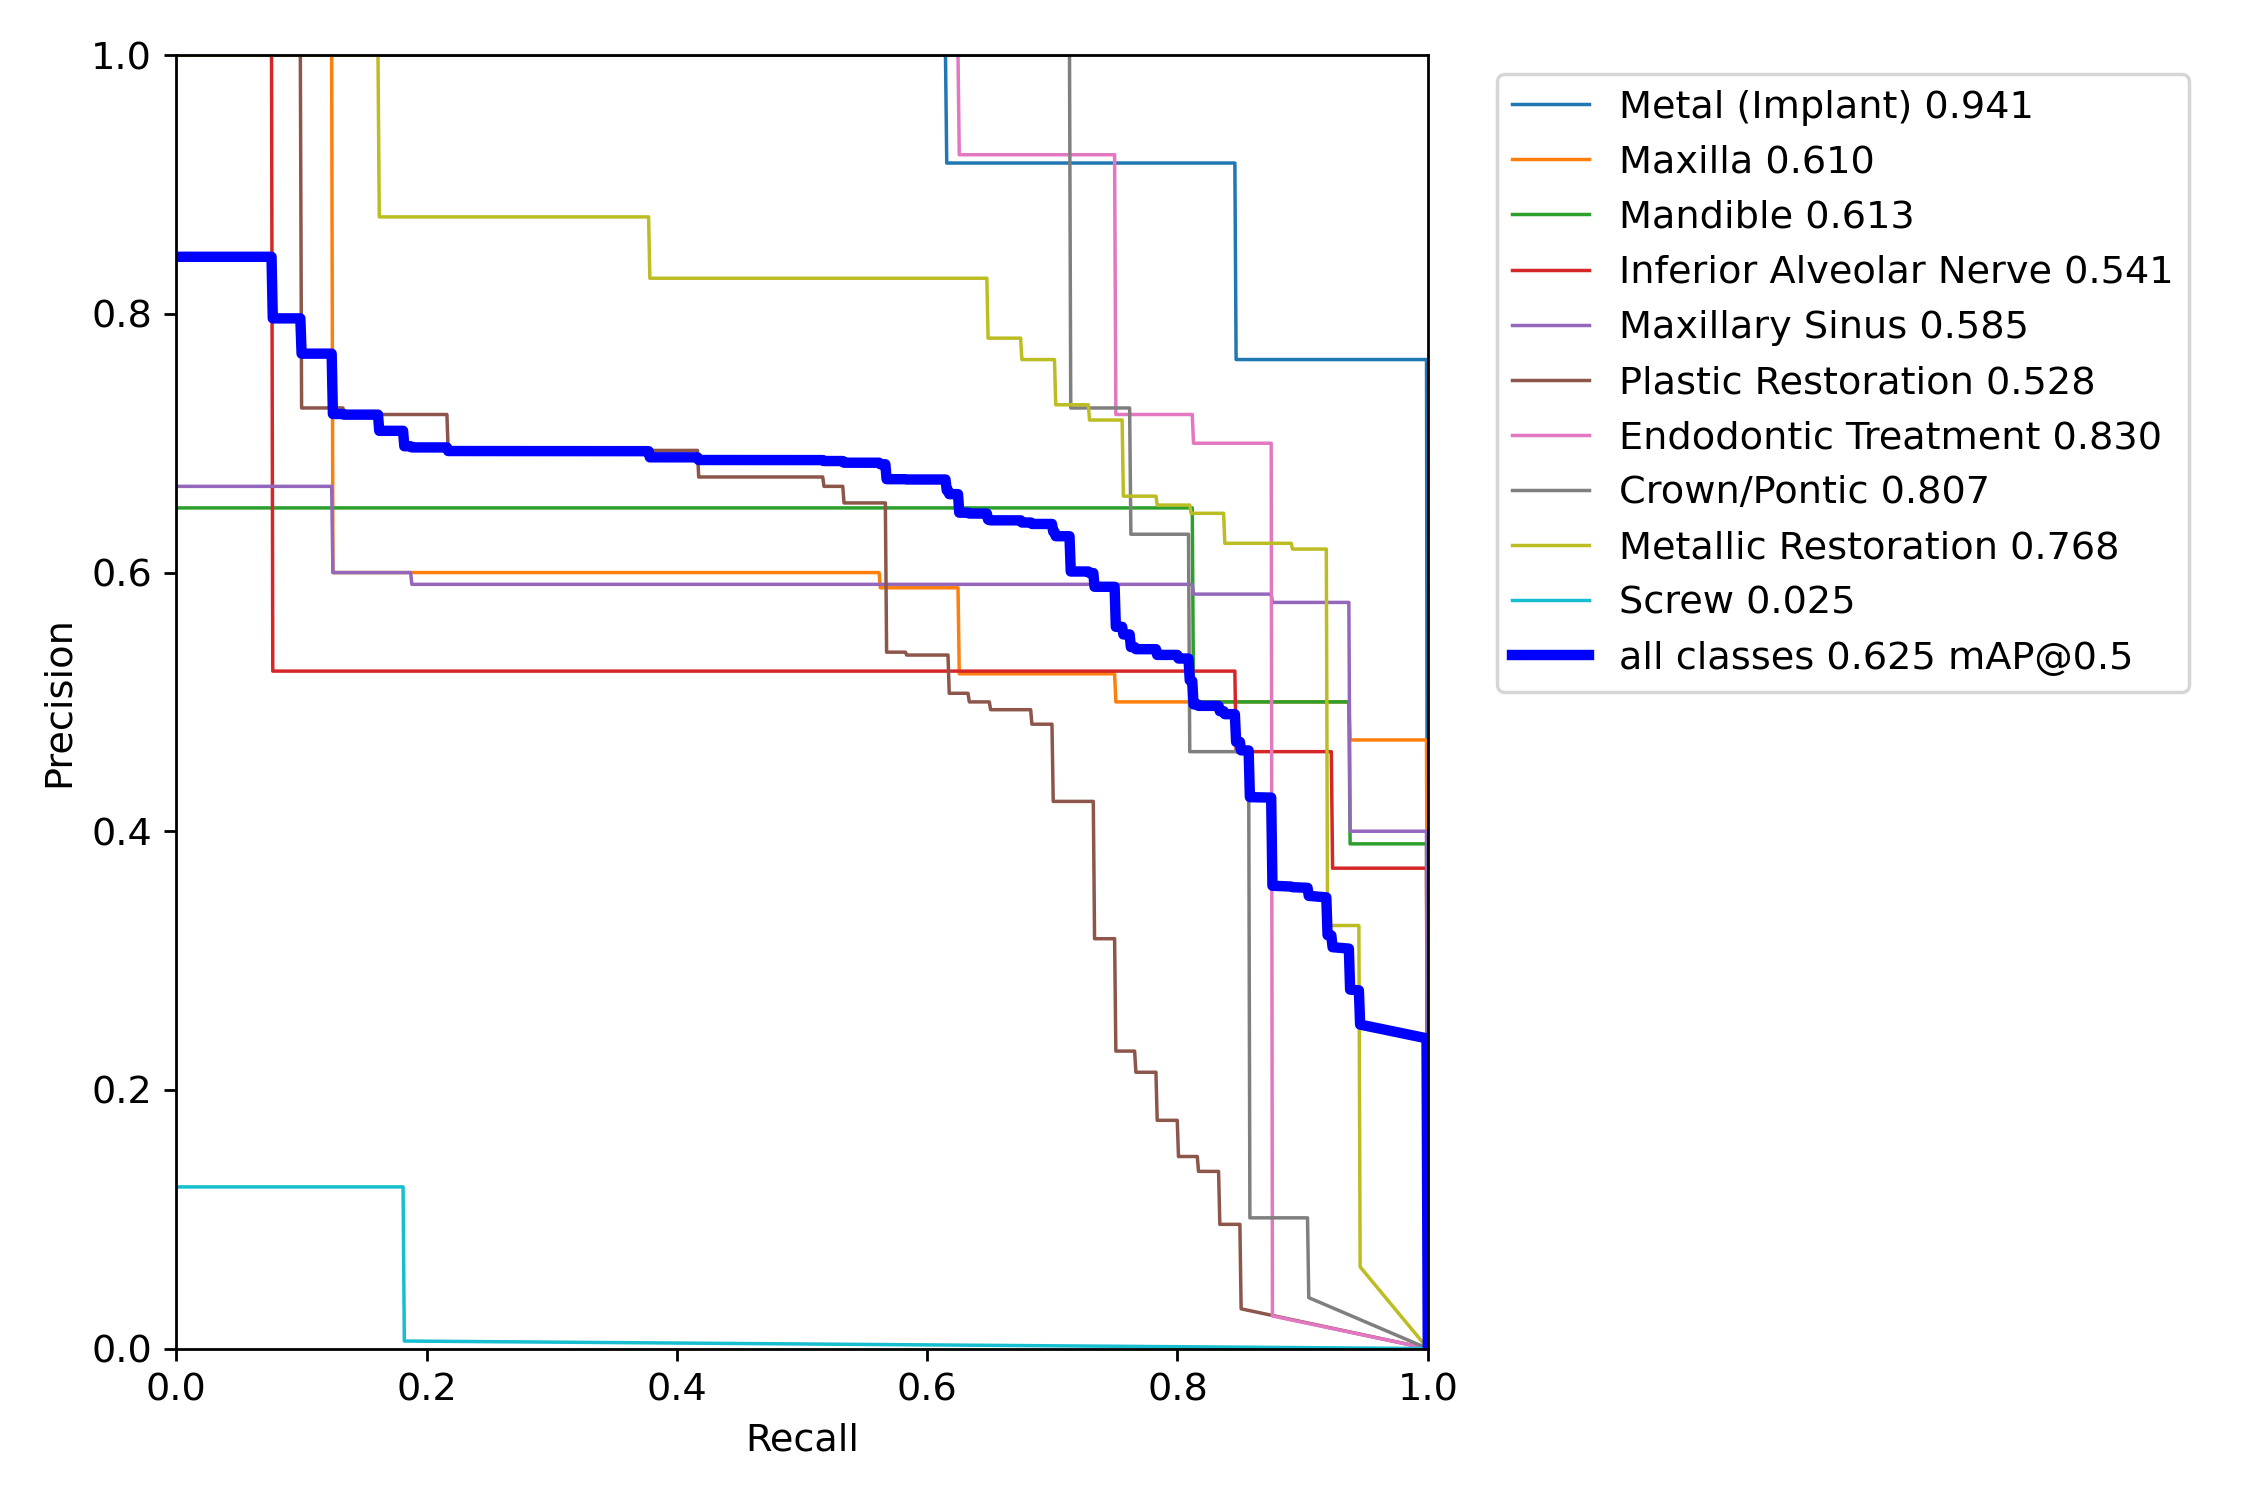 1.0
0.8
0.6
0.4
0.2
0.0
0.0 0.2 0.4 0.6 0.8 1.0
Precision
Recall
Metal (Implant) 0.941
Maxilla 0.610
Mandible 0.613
Inferior Alveolar Nerve 0.541
Maxillary Sinus 0.585
Plastic Restoration 0.528
Endodontic Treatment 0.830
Crown/Pontic 0.807
Metallic Restoration 0.768
Screw 0.025
all classes 0.625 mAP@0.5